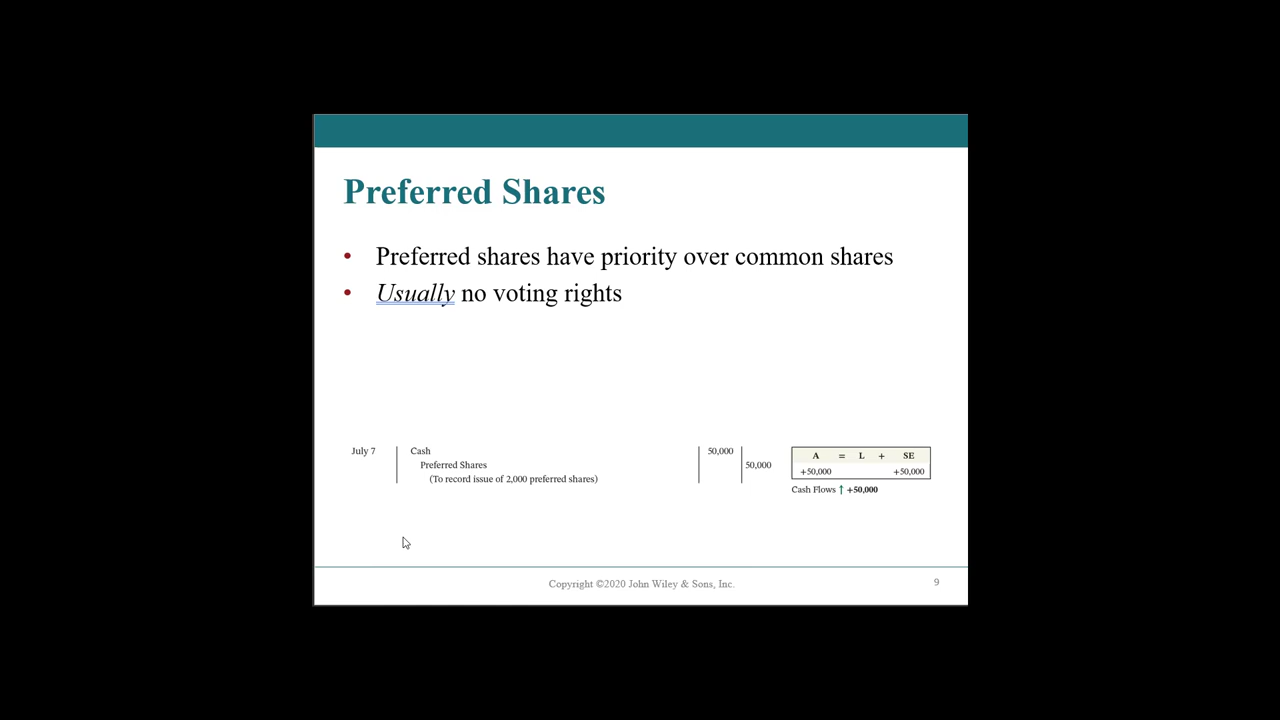 Preferred Shares
• Preferred shares have priority over common shares
• Usually no voting rights
July 7 Cash 50,000
Preferred Shares 50,000
(To record issue of 2,000 preferred shares)
A = L + SE
+50,000 +50,000
Cash Flows ↑ +50,000
Copyright ©2020 John Wiley & Sons, Inc. 9